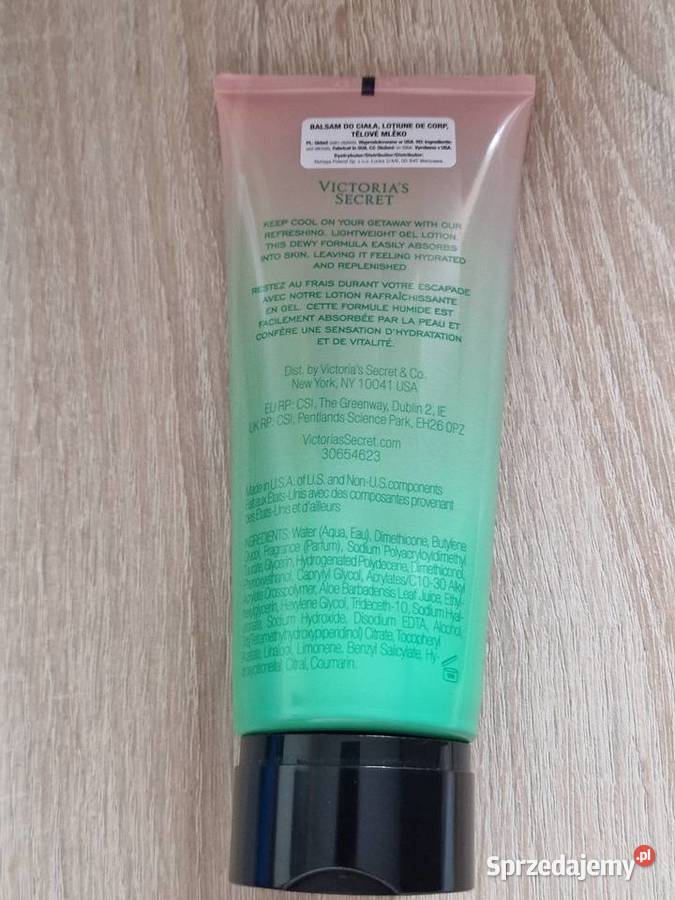 BALSAM DO CIAŁA, LOŢIUNE DE CORP,
TĚLOVÉ MLÉKO
Dystrybutor/Distributor/Distributor:
VICTORIA'S
SECRET
KEEP COOL ON YOUR GETAWAY WITH OUR
REFRESHING, LIGHTWEIGHT GEL LOTION.
THIS DEWY FORMULA EASILY ABSORBS
INTO SKIN, LEAVING IT FEELING HYDRATED
AND REPLENISHED.
RESTEZ AU FRAIS DURANT VOTRE ESCAPADE
AVEC NOTRE LOTION RAFRAÎCHISSANTE
EN GEL. CETTE FORMULE HUMIDE EST
FACILEMENT ABSORBÉE PAR LA PEAU ET
CONFÈRE UNE SENSATION D'HYDRATATION
ET DE VITALITÉ.
Dist. by Victoria's Secret & Co.
New York, NY 10041 USA
EU RP: CSI, The Greenway, Dublin 2, IE
UK RP: CSI, Pentlands Science Park, EH26 0PZ
VictoriasSecret.com
30654623
Made in U.S.A. of U.S. and Non-U.S. components
Fait aux États-Unis avec des composantes provenant
des États-Unis et d'ailleurs
INGREDIENTS: Water (Aqua, Eau), Dimethicone, Butylene
Glycol, Fragrance (Parfum), Sodium Polyacryloyldimethyl
Taurate, Glycerin, Hydrogenated Polydecene, Dimethiconol,
Phenoxyethanol, Caprylyl Glycol, Acrylates/C10-30 Alkyl
Acrylate Crosspolymer, Aloe Barbadensis Leaf Juice, Ethyl-
hexylglycerin, Hexylene Glycol, Trideceth-10, Sodium Hyal-
uronate, Sodium Hydroxide, Disodium EDTA, Alcohol,
Tris(Tetramethylhydroxypiperidinol) Citrate, Tocopheryl
Acetate, Linalool, Limonene, Benzyl Salicylate, Hy-
droxycitronellal, Citral, Coumarin.
Sprzedajemy.pl